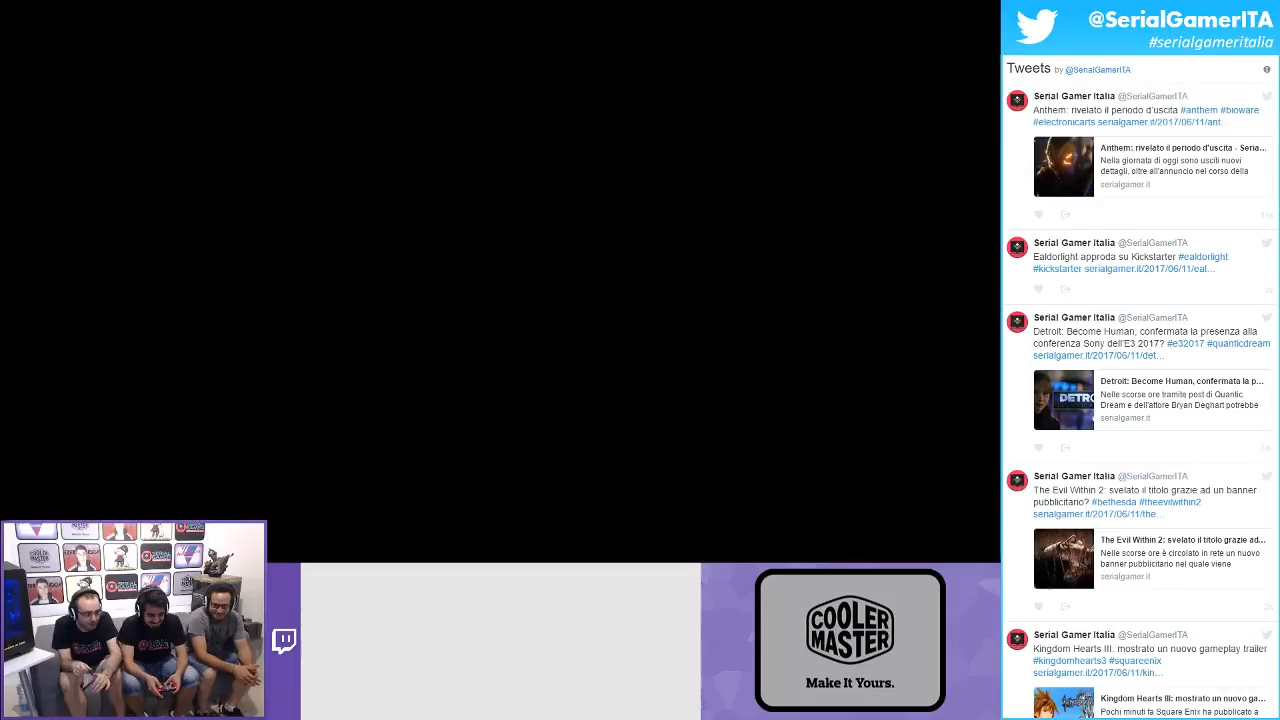 @SerialGamerITA
#serialgameritalia
Tweets by @SerialGamerITA
Serial Gamer Italia @SerialGamerITA
Anthem: rivelato il periodo d'uscita #anthem #bioware
#electronicarts serialgamer.it/2017/06/11/ant...
Anthem: rivelato il periodo d'uscita - Seria...
Nella giornata di oggi sono usciti nuovi
dettagli, oltre all'annuncio nel corso della
serialgamer.it
Serial Gamer Italia @SerialGamerITA
Ealdorlight approda su Kickstarter #ealdorlight
#kickstarter serialgamer.it/2017/06/11/eal...
Serial Gamer Italia @SerialGamerITA
Detroit: Become Human, confermata la presenza alla
conferenza Sony dell'E3 2017? #e32017 #quanticdream
serialgamer.it/2017/06/11/det...
DETRO
Detroit: Become Human, confermata la p...
Nelle scorse ore tramite post di Quantic
Dream e dell'attore Bryan Deghart potrebbe
serialgamer.it
Serial Gamer Italia @SerialGamerITA
The Evil Within 2: svelato il titolo grazie ad un banner
pubblicitario? #bethesda #theevilwithin2
serialgamer.it/2017/06/11/the...
The Evil Within 2: svelato il titolo grazie ad...
Nelle scorse ore è circolato in rete un nuovo
banner pubblicitario nel quale viene
serialgamer.it
Serial Gamer Italia @SerialGamerITA
Kingdom Hearts III: mostrato un nuovo gameplay trailer
#kingdomhearts3 #squareenix
serialgamer.it/2017/06/11/kin...
Kingdom Hearts III: mostrato un nuovo ga...
Pochi minuti fa Square Enix ha pubblicato a
COOLER
MASTER
COOLER
MASTER
Make It Yours.